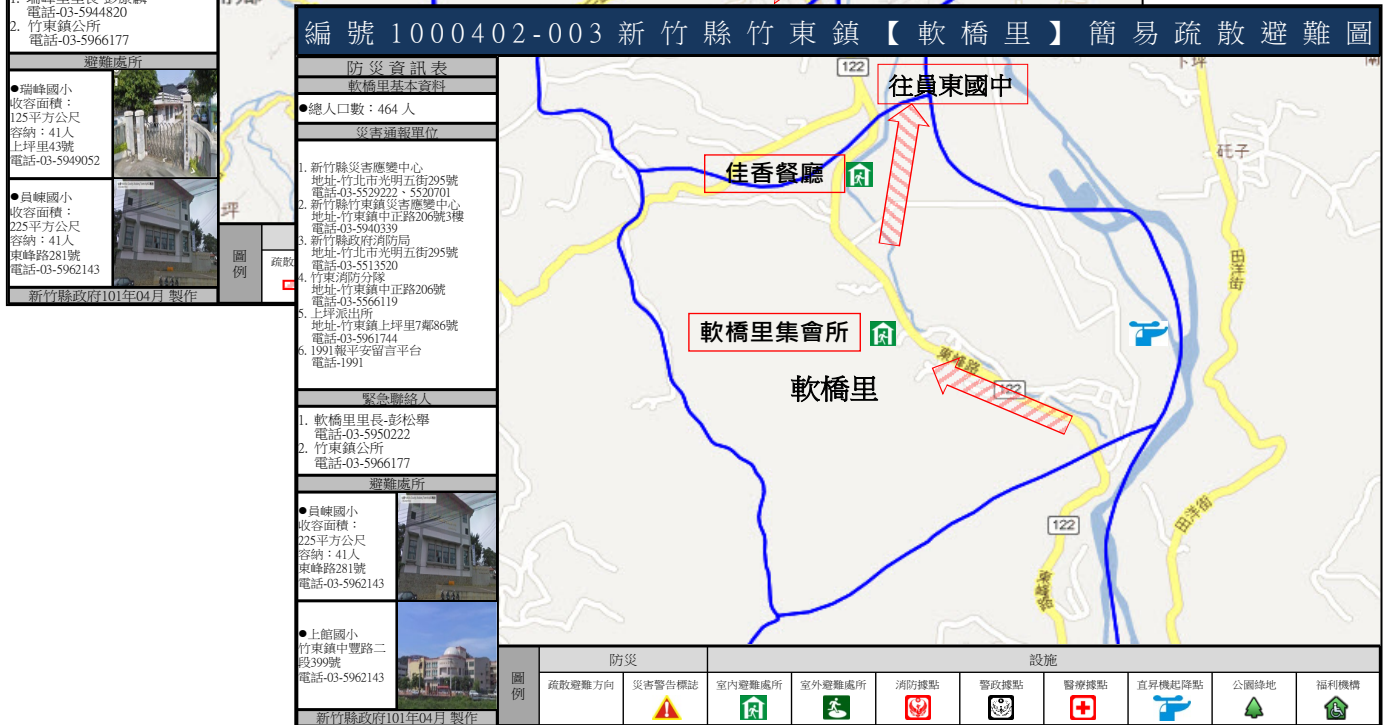 電話-03-5944820
2. 竹東鎮公所
電話-03-5966177
避難處所
●瑞峰國小
收容面積：
125平方公尺
容納：41人
上坪里43號
電話-03-5949052
●員崠國小
收容面積：
225平方公尺
容納：41人
東峰路281號
電話-03-5962143
新竹縣政府101年04月 製作
坪
圖例
疏散
編號1000402-003新竹縣竹東鎮【軟橋里】簡易疏散避難圖
防災資訊表
軟橋里基本資料
●總人口數：464 人
災害通報單位
1. 新竹縣災害應變中心
地址-竹北市光明五街295號
電話-03-5529222、5520701
2. 新竹縣竹東鎮災害應變中心
地址-竹東鎮中正路206號3樓
電話-03-5940339
3. 新竹縣政府消防局
地址-竹北市光明五街295號
電話-03-5513520
4. 竹東消防分隊
地址-竹東鎮中正路206號
電話-03-5566119
5. 上坪派出所
地址-竹東鎮上坪里7鄰86號
電話-03-5961744
6. 1991報平安留言平台
電話-1991
緊急聯絡人
1. 軟橋里里長-彭松舉
電話-03-5950222
2. 竹東鎮公所
電話-03-5966177
避難處所
●員崠國小
收容面積：
225平方公尺
容納：41人
東峰路281號
電話-03-5962143
●上館國小
竹東鎮中豐路二
段399號
電話-03-5962143
新竹縣政府101年04月 製作
122
往員東國中
下坪
砒子
佳香餐廳
田洋街
軟橋里集會所
東峰路
122
軟橋里
122
田洋街
東峰路
圖例
防災
設施
疏散避難方向
災害警告標誌
室內避難處所
室外避難處所
消防據點
警政據點
醫療據點
直昇機起降點
公園綠地
福利機構